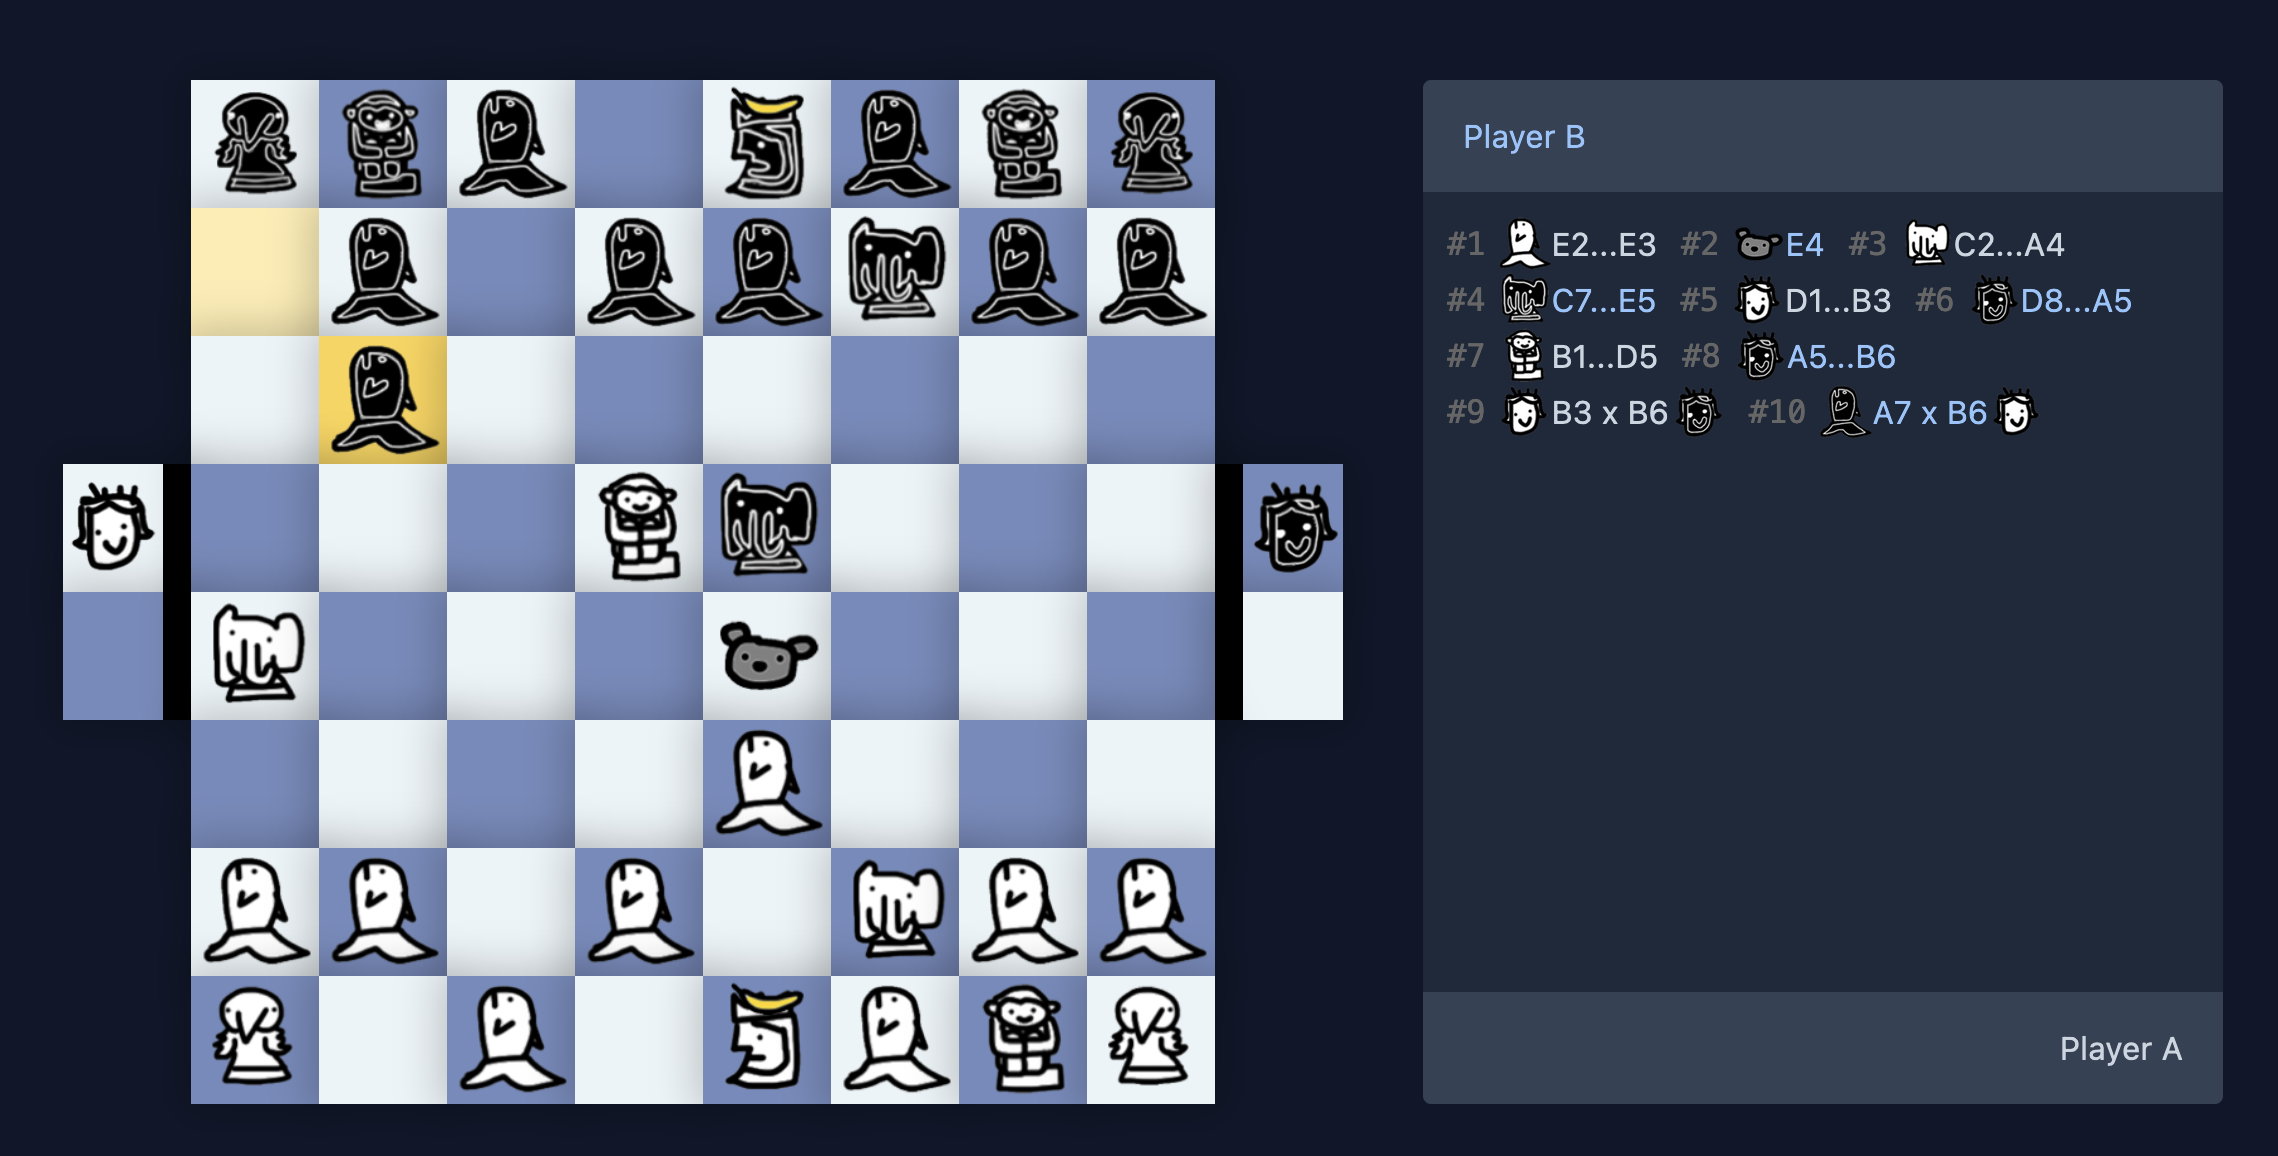 Player B
#1 E2...E3 #2 E4 #3 C2...A4
#4 C7...E5 #5 D1...B3 #6 D8...A5
#7 B1...D5 #8 A5...B6
#9 B3 x B6 #10 A7 x B6
Player A